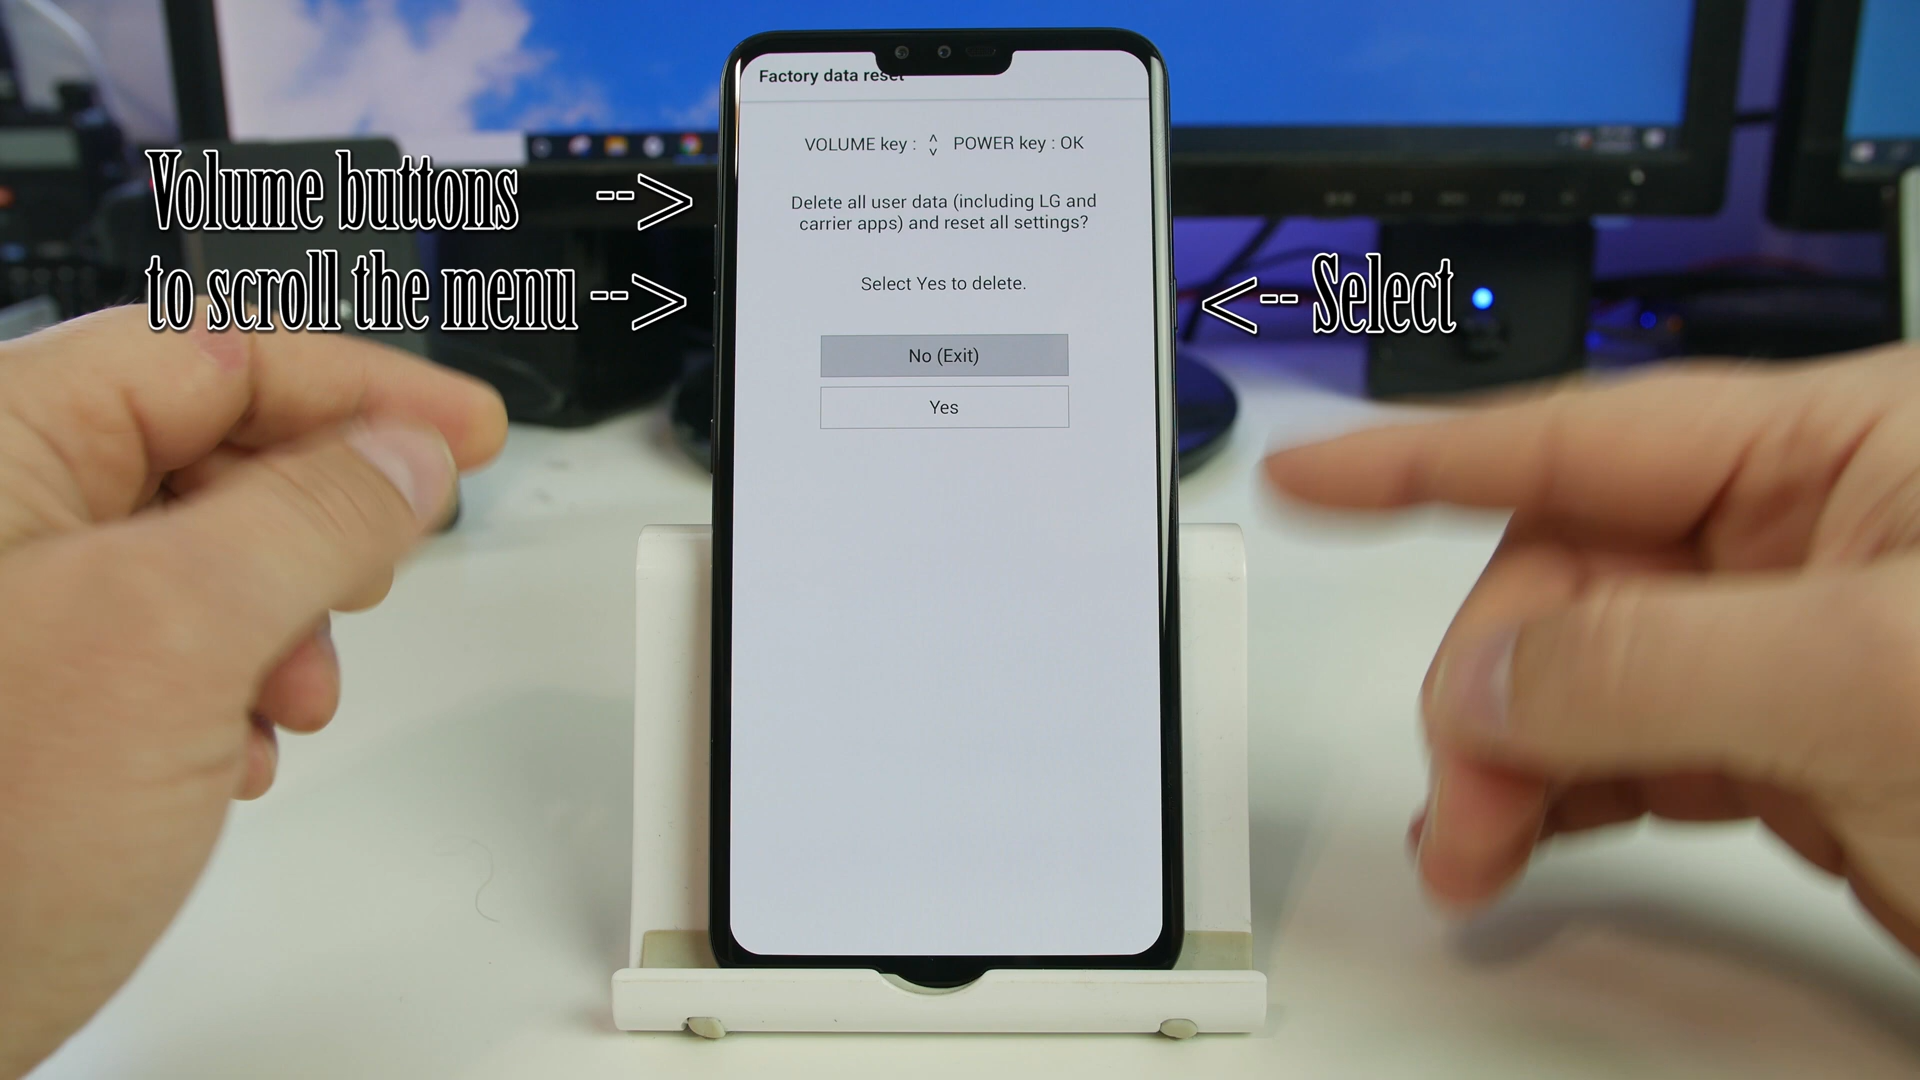 Factory data reset
VOLUME key : ^ v POWER key : OK
Delete all user data (including LG and
carrier apps) and reset all settings?
Select Yes to delete.
No (Exit)
Yes
Volume buttons -->
to scroll the menu -->
<-- Select